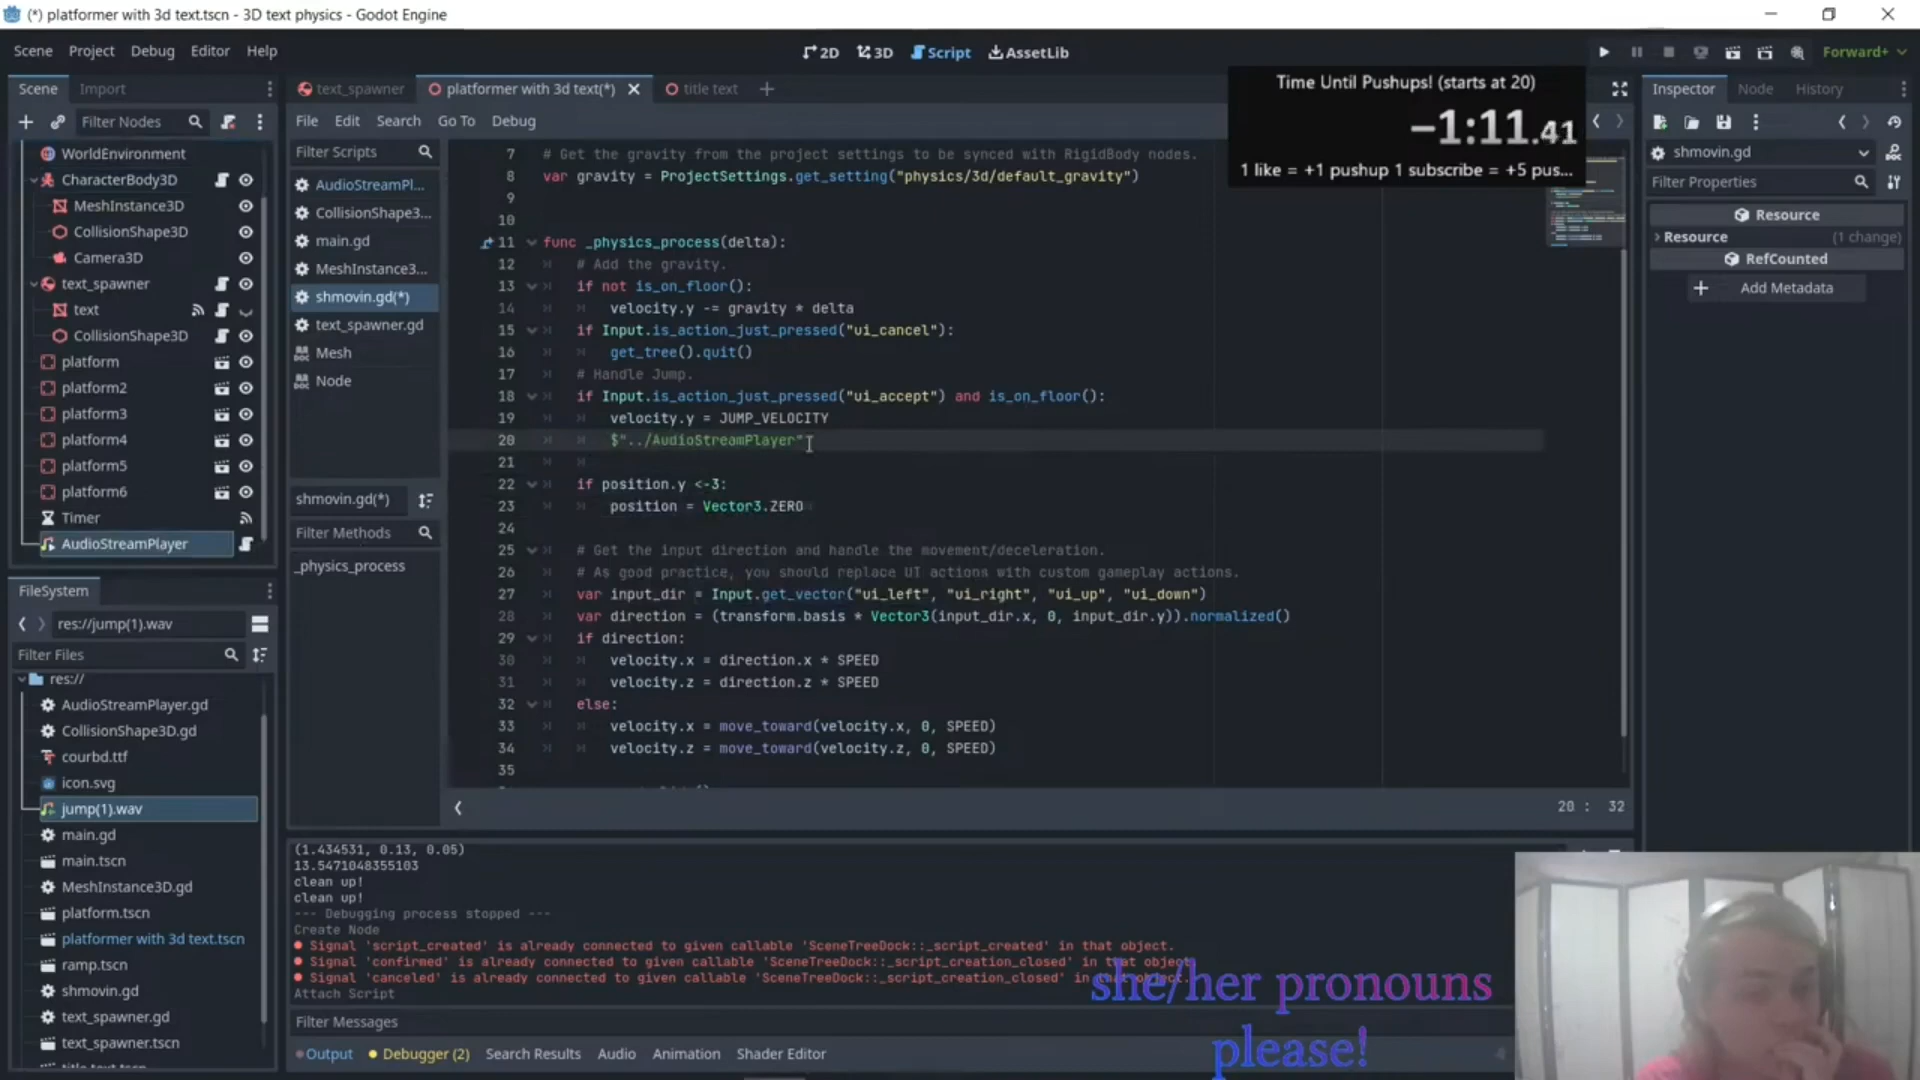 (*) platformer with 3d text.tscn - 3D text physics - Godot Engine
Scene Project Debug Editor Help
2D 3D Script AssetLib
Forward+
Scene Import
text_spawner
platformer with 3d text(*)
title text
Time Until Pushups! (starts at 20)
-1:11.41
1 like = +1 pushup 1 subscribe = +5 pus...
Inspector Node History
Filter Nodes
File Edit Search Go To Debug
WorldEnvironment
CharacterBody3D
MeshInstance3D
CollisionShape3D
Camera3D
text_spawner
text
CollisionShape3D
platform
platform2
platform3
platform4
platform5
platform6
Timer
AudioStreamPlayer
Filter Scripts
AudioStreamPl...
CollisionShape3...
main.gd
MeshInstance3...
shmovin.gd(*)
text_spawner.gd
Mesh
Node
shmovin.gd(*)
Filter Methods
_physics_process
7 # Get the gravity from the project settings to be synced with RigidBody nodes.
8 var gravity = ProjectSettings.get_setting("physics/3d/default_gravity")
9
10
11 func _physics_process(delta):
12 # Add the gravity.
13 if not is_on_floor():
14 velocity.y -= gravity * delta
15 if Input.is_action_just_pressed("ui_cancel"):
16 get_tree().quit()
17 # Handle Jump.
18 if Input.is_action_just_pressed("ui_accept") and is_on_floor():
19 velocity.y = JUMP_VELOCITY
20 $"../AudioStreamPlayer"
21
22 if position.y <-3:
23 position = Vector3.ZERO
24
25 # Get the input direction and handle the movement/deceleration.
26 # As good practice, you should replace UI actions with custom gameplay actions.
27 var input_dir = Input.get_vector("ui_left", "ui_right", "ui_up", "ui_down")
28 var direction = (transform.basis * Vector3(input_dir.x, 0, input_dir.y)).normalized()
29 if direction:
30 velocity.x = direction.x * SPEED
31 velocity.z = direction.z * SPEED
32 else:
33 velocity.x = move_toward(velocity.x, 0, SPEED)
34 velocity.z = move_toward(velocity.z, 0, SPEED)
35
20 : 32
shmovin.gd
Filter Properties
Resource
Resource (1 change)
RefCounted
Add Metadata
FileSystem
res://jump(1).wav
Filter Files
res://
AudioStreamPlayer.gd
CollisionShape3D.gd
courbd.ttf
icon.svg
jump(1).wav
main.gd
main.tscn
MeshInstance3D.gd
platform.tscn
platformer with 3d text.tscn
ramp.tscn
shmovin.gd
text_spawner.gd
text_spawner.tscn
title text.tscn
(1.434531, 0.13, 0.05)
13.5471048355103
clean up!
clean up!
--- Debugging process stopped ---
Create Node
Signal 'script_created' is already connected to given callable 'SceneTreeDock::_script_created' in that object.
Signal 'confirmed' is already connected to given callable 'SceneTreeDock::_script_creation_closed' in that object.
Signal 'canceled' is already connected to given callable 'SceneTreeDock::_script_creation_closed' in that object.
Attach Script
Filter Messages
Output Debugger (2) Search Results Audio Animation Shader Editor
she/her pronouns
please!